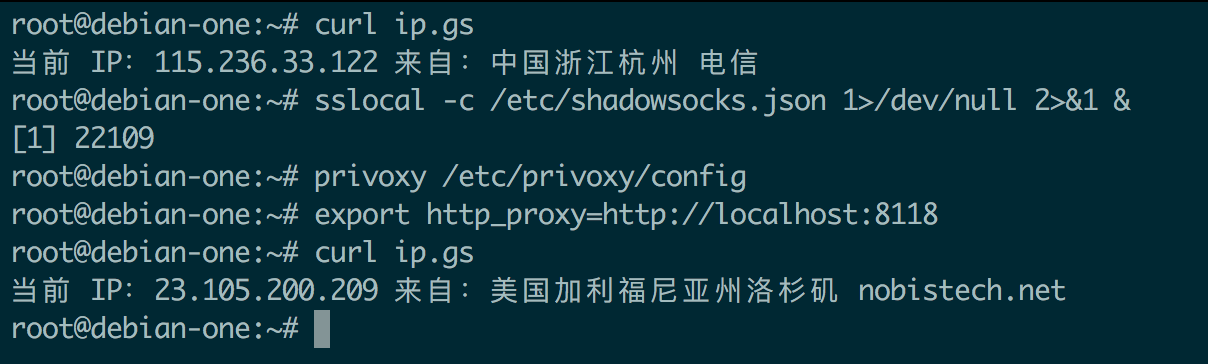 root@debian-one:~# curl ip.gs
当前 IP: 115.236.33.122 来自: 中国浙江杭州 电信
root@debian-one:~# sslocal -c /etc/shadowsocks.json 1>/dev/null 2>&1 &
[1] 22109
root@debian-one:~# privoxy /etc/privoxy/config
root@debian-one:~# export http_proxy=http://localhost:8118
root@debian-one:~# curl ip.gs
当前 IP: 23.105.200.209 来自: 美国加利福尼亚州洛杉矶 nobistech.net
root@debian-one:~#